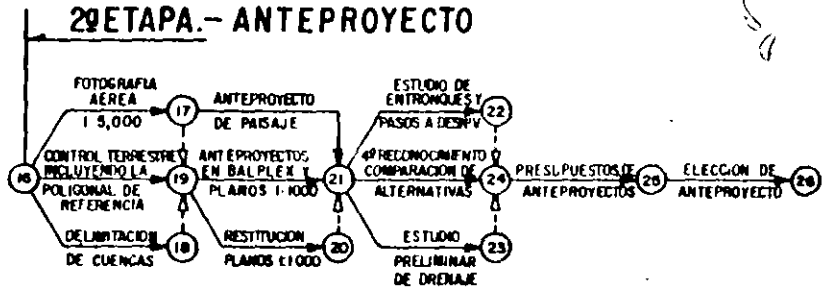 2ª ETAPA.- ANTEPROYECTO
FOTOGRAFIA
AEREA
1 5,000
17
ANTEPROYECTO
DE PAISAJE
ESTUDIO DE
ENTRONQUES Y
PASOS A DESNIV
22
16
CONTROL TERRESTRE
INCLUYENDO LA
POLIGONAL DE
REFERENCIA
19
ANTEPROYECTOS
EN BALPLEX Y
PLANOS 1:1000
21
4º RECONOCIMIENTO
COMPARACION DE
ALTERNATIVAS
24
PRESUPUESTOS DE
ANTEPROYECTOS
25
ELECCION DE
ANTEPROYECTO
26
DELIMITACION
DE CUENCAS
18
RESTITUCION
PLANOS 1:1000
20
ESTUDIO
PRELIMINAR
DE DRENAJE
23